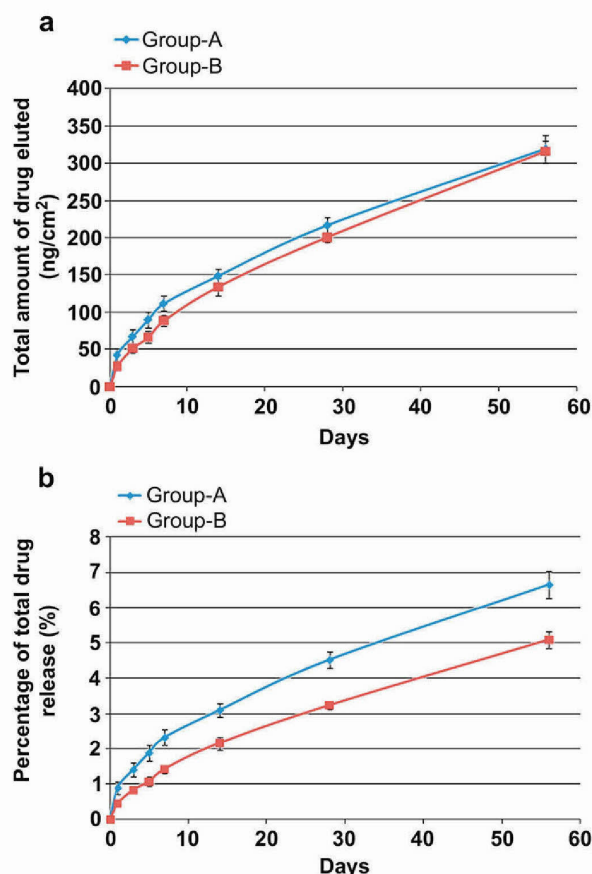 a
Group-A
Group-B
Total amount of drug eluted
(ng/cm²)
400
350
300
250
200
150
100
50
0
0 10 20 30 40 50 60
Days
b
Group-A
Group-B
Percentage of total drug
release (%)
8
7
6
5
4
3
2
1
0
0 10 20 30 40 50 60
Days